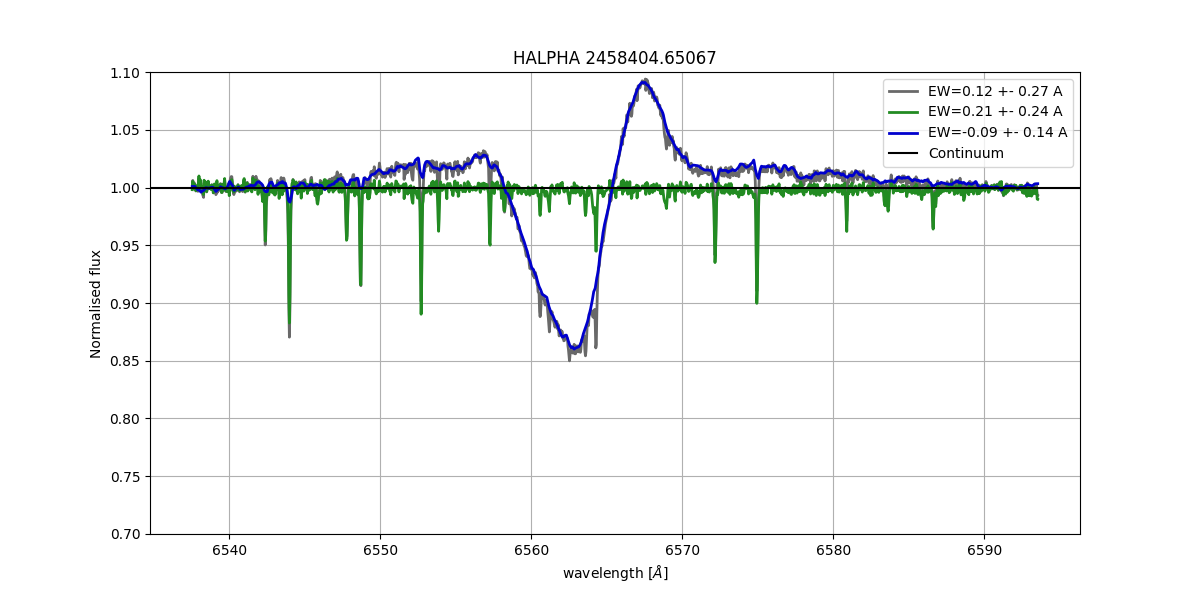 HALPHA 2458404.65067
1.10
1.05
1.00
0.95
0.90
0.85
0.80
0.75
0.70
Normalised flux
EW=0.12 +- 0.27 A
EW=0.21 +- 0.24 A
EW=-0.09 +- 0.14 A
Continuum
6540 6550 6560 6570 6580 6590
wavelength [Å]